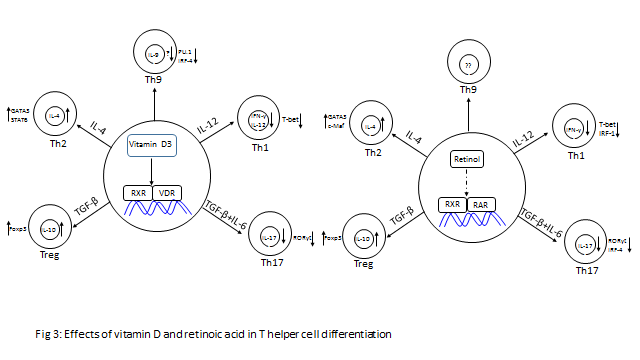 IL-9
?
PU.1
IRF-4
Th9
GATA3
STAT6
IL-4
Th2
IL-4
IL-12
IFN-γ
IL-12
T-bet
Th1
Vitamin D3
RXR VDR
TGF-β
Foxp3
IL-10
Treg
TGF-β+IL-6
IL-17
RORγt
Th17
??
Th9
GATA3
c-Maf
IL-4
Th2
IL-4
IL-12
IFN-γ
T-bet
IRF-1
Th1
Retinol
RXR RAR
TGF-β
Foxp3
IL-10
Treg
TGF-β+IL-6
IL-17
RORγt
IRF-4
Th17
Fig 3: Effects of vitamin D and retinoic acid in T helper cell differentiation